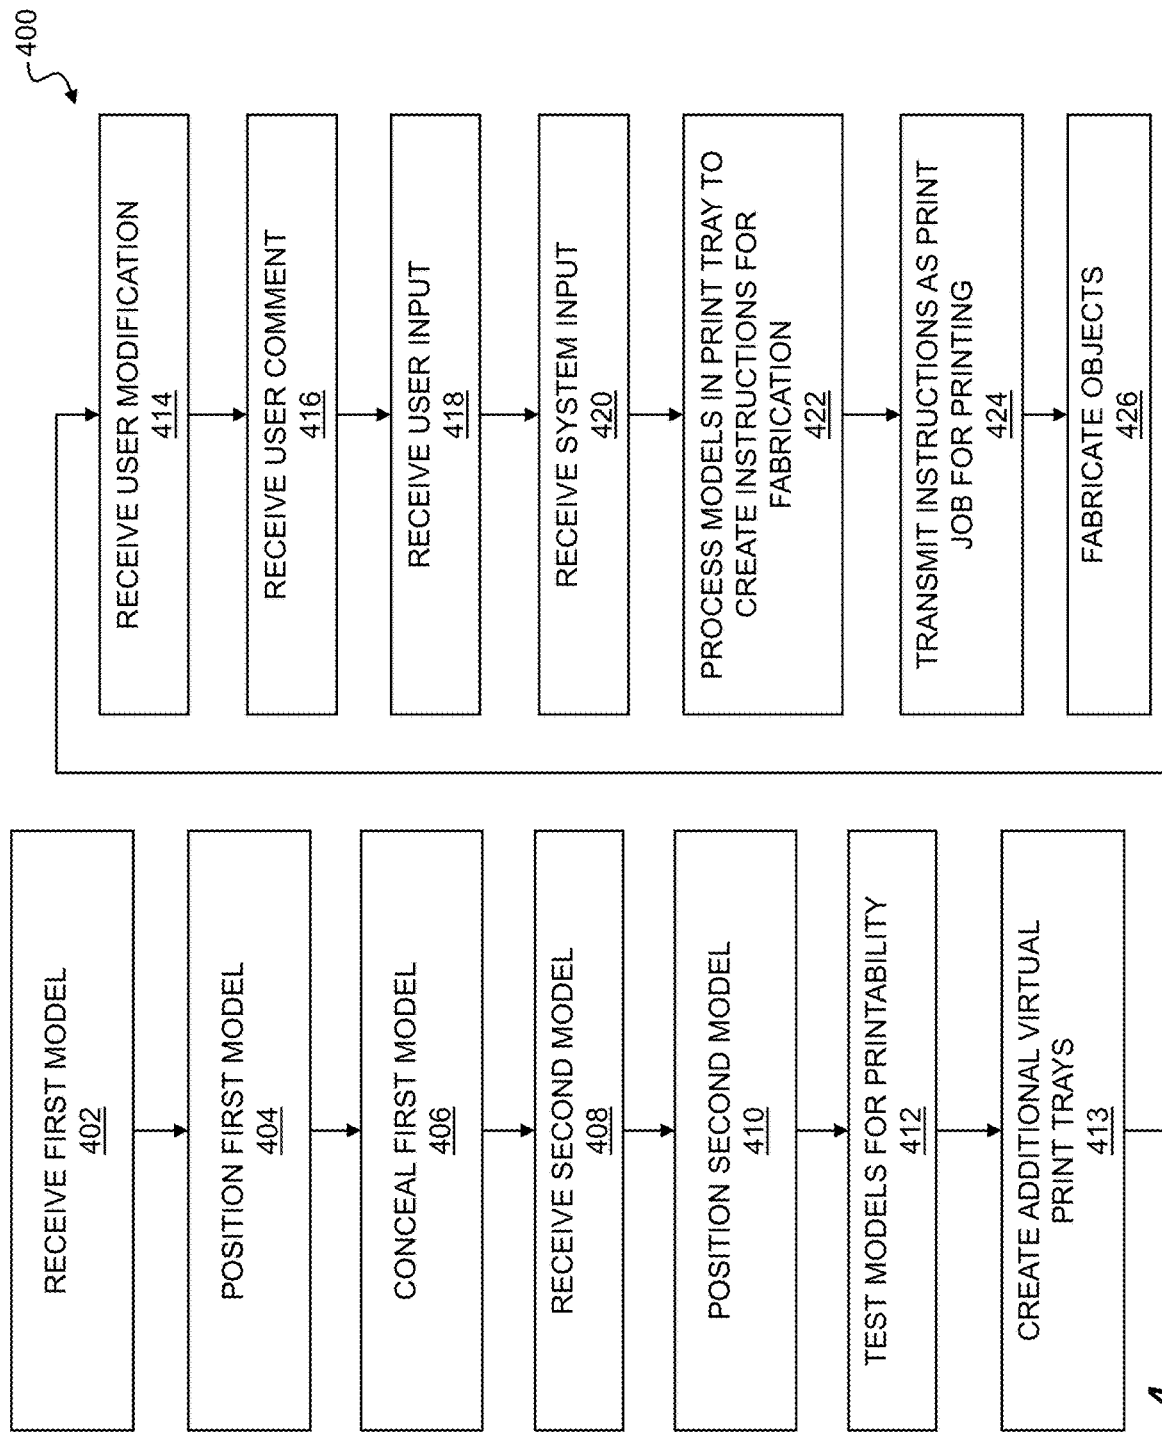 400
RECEIVE FIRST MODEL
402
POSITION FIRST MODEL
404
CONCEAL FIRST MODEL
406
RECEIVE SECOND MODEL
408
POSITION SECOND MODEL
410
TEST MODELS FOR PRINTABILITY
412
CREATE ADDITIONAL VIRTUAL
PRINT TRAYS
413
RECEIVE USER MODIFICATION
414
RECEIVE USER COMMENT
416
RECEIVE USER INPUT
418
RECEIVE SYSTEM INPUT
420
PROCESS MODELS IN PRINT TRAY TO
CREATE INSTRUCTIONS FOR
FABRICATION
422
TRANSMIT INSTRUCTIONS AS PRINT
JOB FOR PRINTING
424
FABRICATE OBJECTS
426